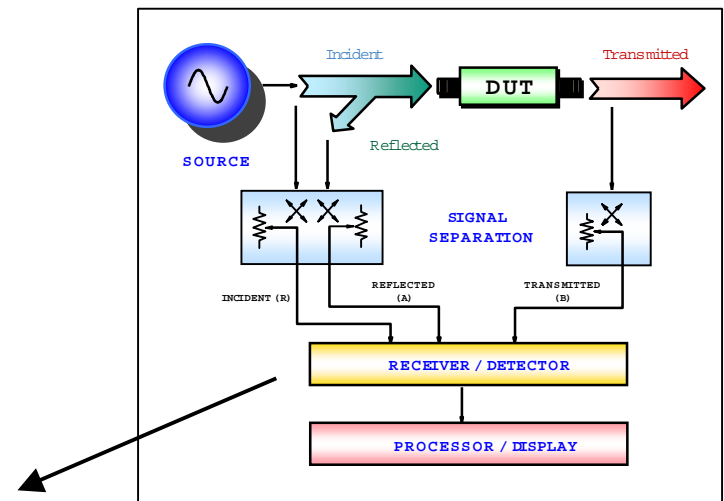 Incident
Transmitted
DUT
Reflected
SOURCE
SIGNAL
SEPARATION
INCIDENT (R)
REFLECTED
(A)
TRANSMITTED
(B)
RECEIVER / DETECTOR
PROCESSOR / DISPLAY